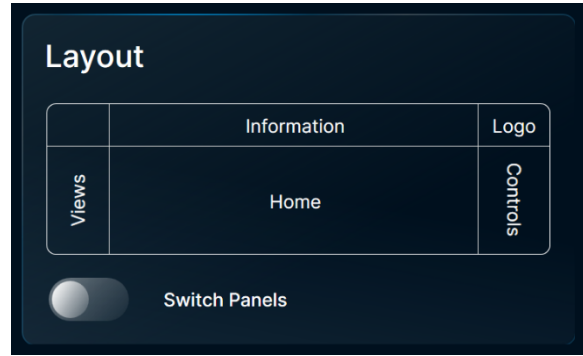 Layout
Information
Logo
Views
Home
Controls
Switch Panels